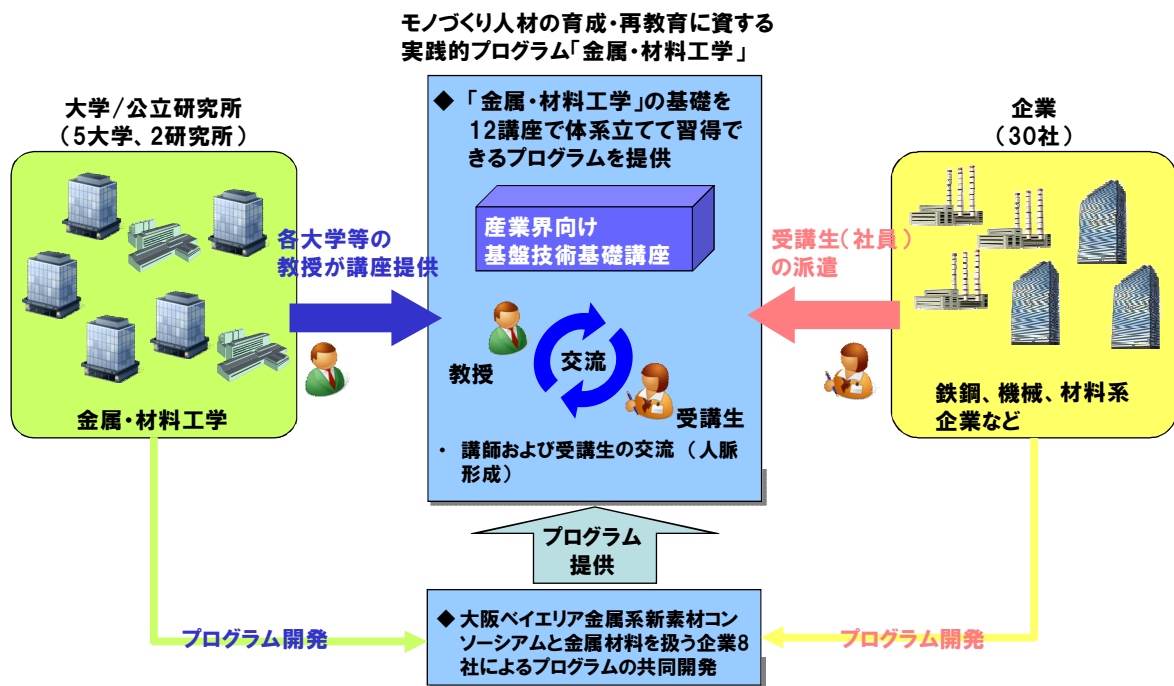 モノづくり人材の育成・再教育に資する
実践的プログラム「金属・材料工学」
大学/公立研究所
（5大学、2研究所）
金属・材料工学
各大学等の
教授が講座提供
◆ 「金属・材料工学」の基礎を
12講座で体系立てて習得で
きるプログラムを提供
産業界向け
基盤技術基礎講座
教授
交流
受講生
・ 講師および受講生の交流（人脈
形成）
企業
（30社）
受講生（社員）
の派遣
鉄鋼、機械、材料系
企業など
プログラム
提供
◆ 大阪ベイエリア金属系新素材コン
ソーシアムと金属材料を扱う企業8
社によるプログラムの共同開発
プログラム開発
プログラム開発